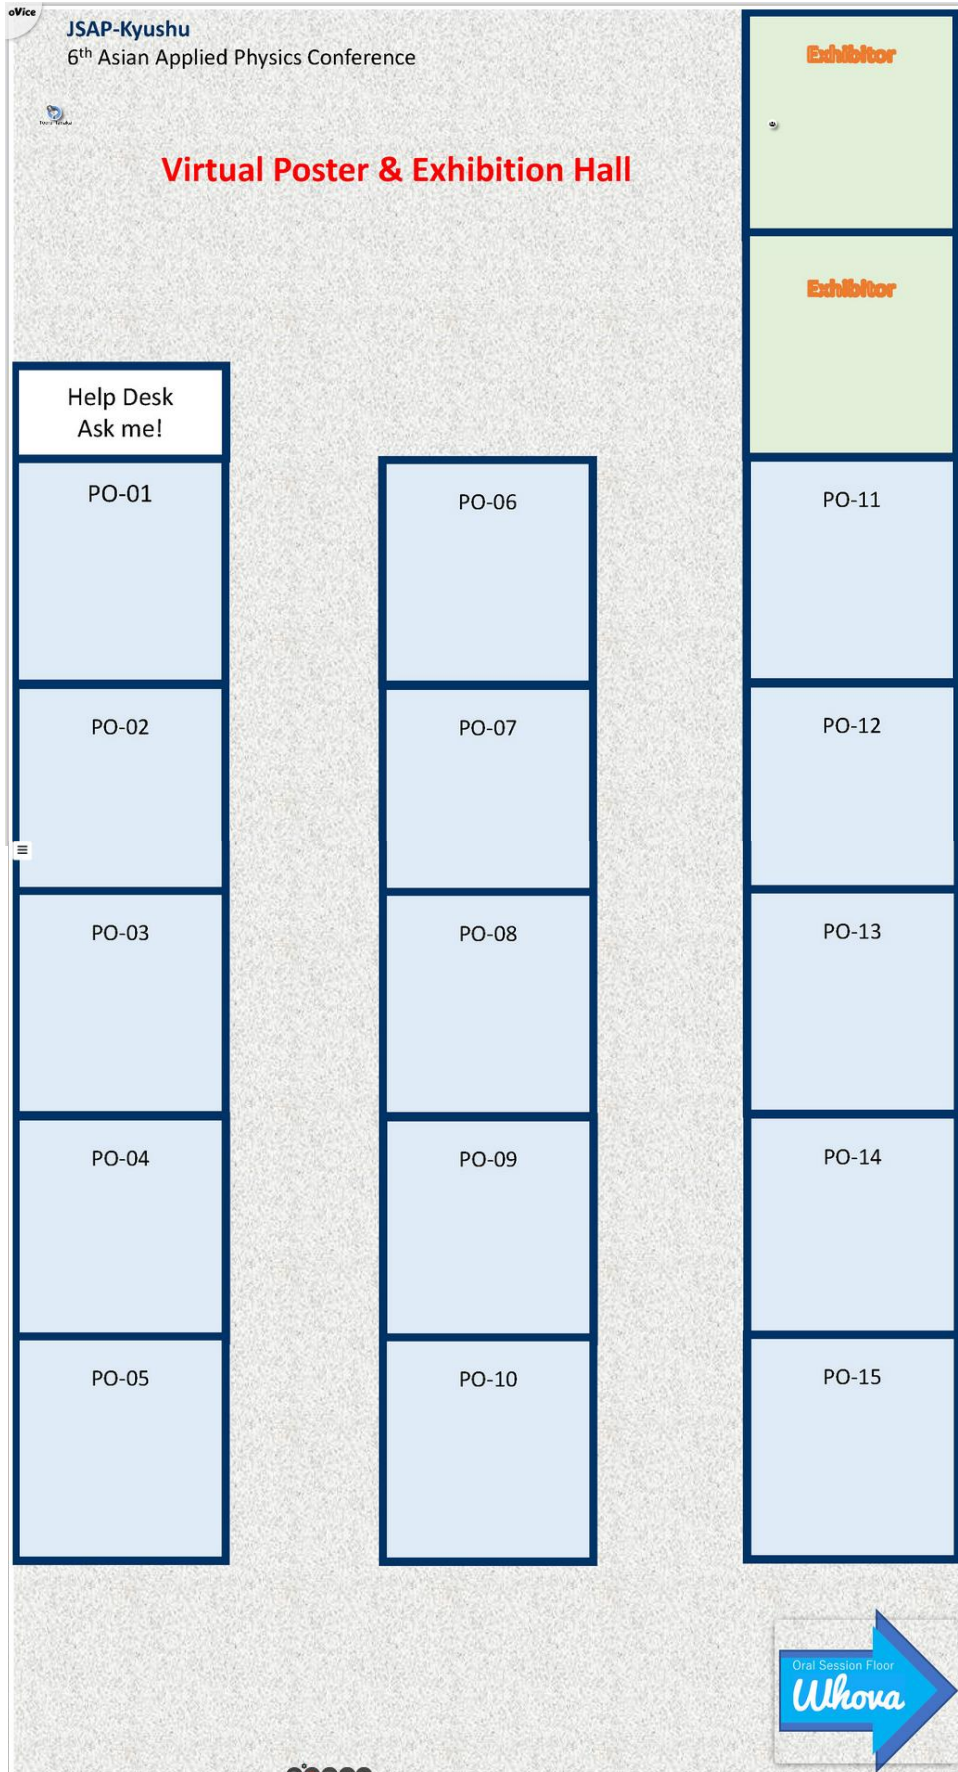 oVice
JSAP-Kyushu
6th Asian Applied Physics Conference
Virtual Poster & Exhibition Hall
Exhibitor
Exhibitor
Help Desk
Ask me!
PO-01
PO-02
PO-03
PO-04
PO-05
PO-06
PO-07
PO-08
PO-09
PO-10
PO-11
PO-12
PO-13
PO-14
PO-15
Oral Session Floor
Whova